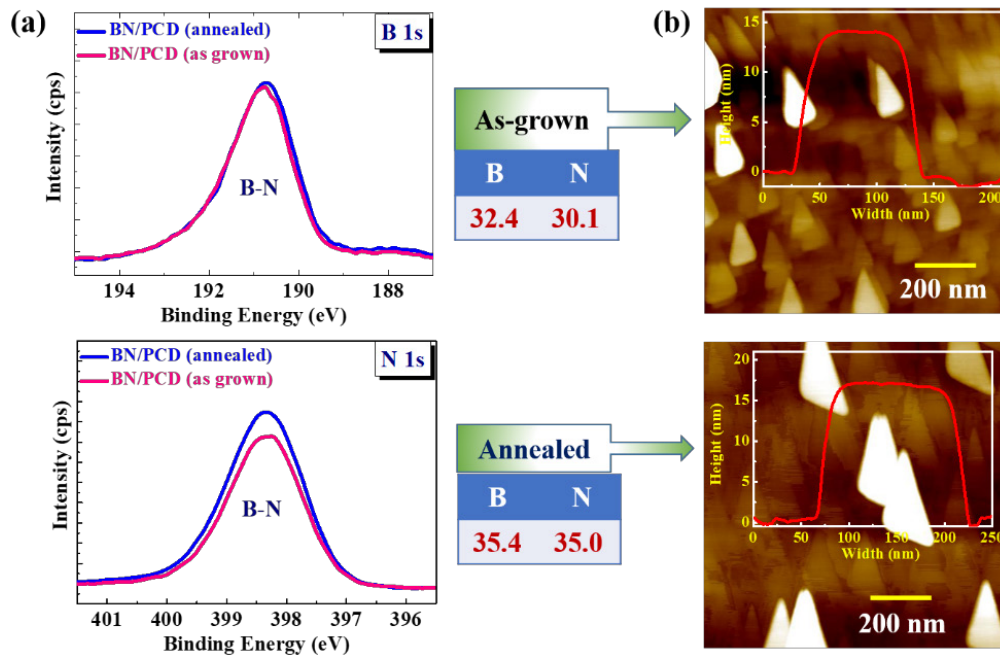 (a)
BN/PCD (annealed)
BN/PCD (as grown)
B 1s
B-N
Intensity (cps)
194 192 190 188
Binding Energy (eV)
BN/PCD (annealed)
BN/PCD (as grown)
N 1s
B-N
Intensity (cps)
401 400 399 398 397 396
Binding Energy (eV)
As-grown
B N
32.4 30.1
Annealed
B N
35.4 35.0
(b)
15
10
5
0
Height (nm)
0 50 100 150 200
Width (nm)
200 nm
20
15
10
5
0
Height (nm)
0 50 100 150 200 250
Width (nm)
200 nm